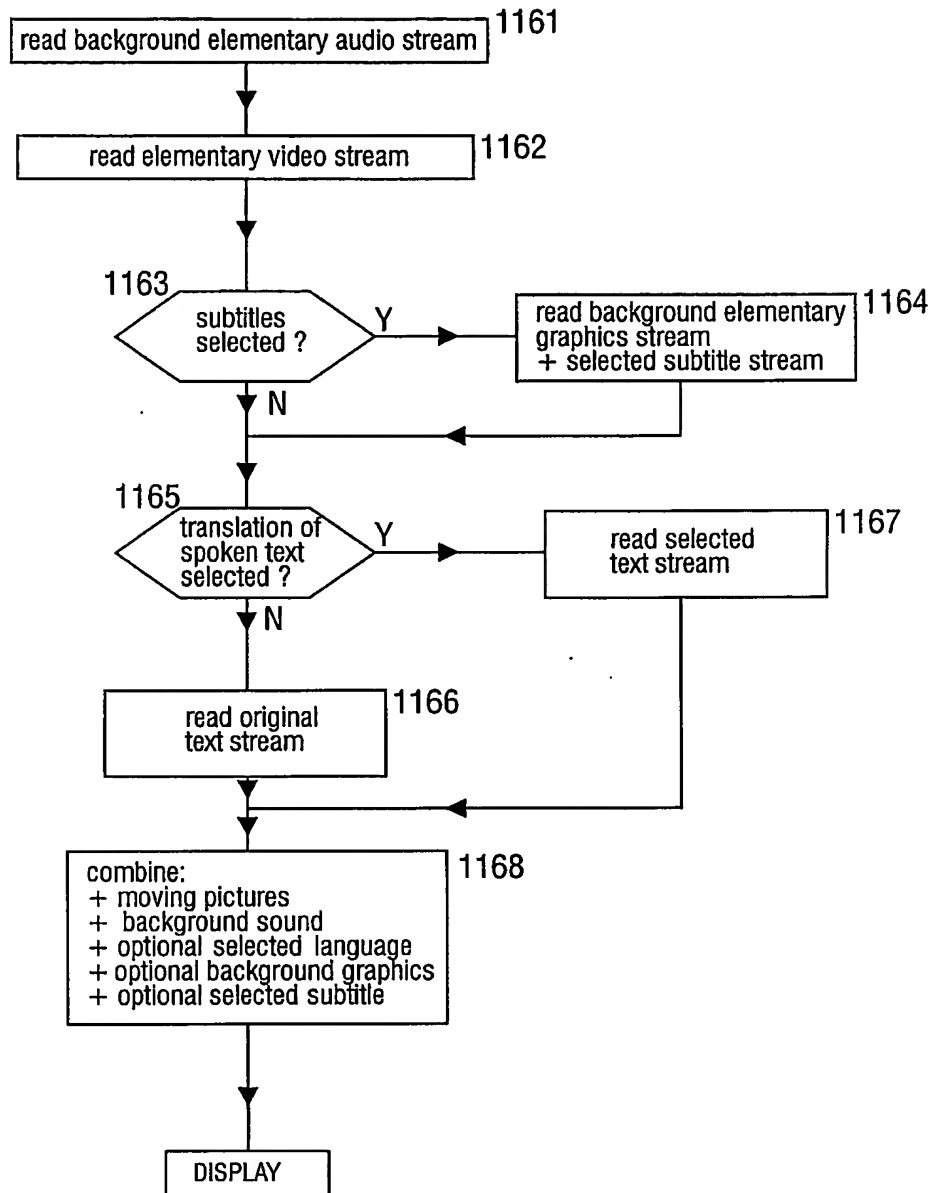 1161
read background elementary audio stream
1162
read elementary video stream
1163
subtitles
selected ?
Y
N
1164
read background elementary
graphics stream
+ selected subtitle stream
1165
translation of
spoken text
selected ?
Y
N
1167
read selected
text stream
1166
read original
text stream
1168
combine:
+ moving pictures
+ background sound
+ optional selected language
+ optional background graphics
+ optional selected subtitle
DISPLAY